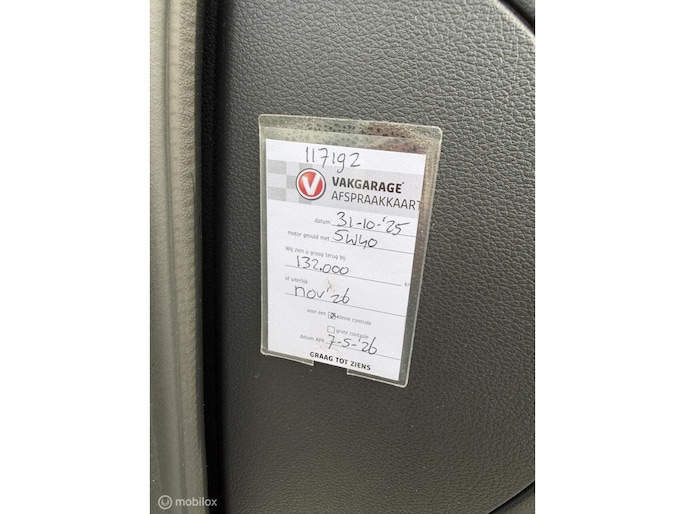 117192
V VAKGARAGE
AFSPRAAKKAART
datum 31-10-'25
motor gevuld met 5W40
Wij zien u graag terug bij:
132.000 k
of uiterlijk
nov '26
voor een kleine controle
grote controle
datum APK 7-5-'26
GRAAG TOT ZIENS
mobilox